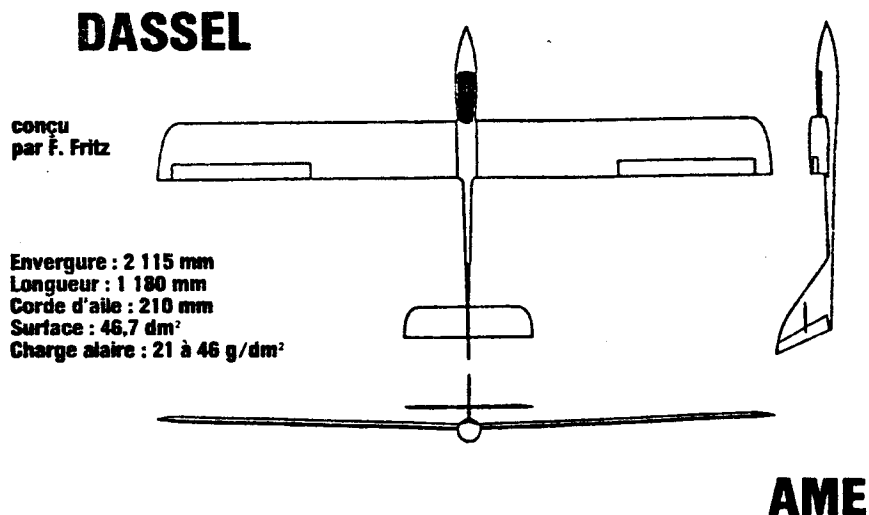 DASSEL
conçu
par F. Fritz
Envergure : 2 115 mm
Longueur : 1 180 mm
Corde d'aile : 210 mm
Surface : 46,7 dm²
Charge alaire : 21 à 46 g/dm²
AME